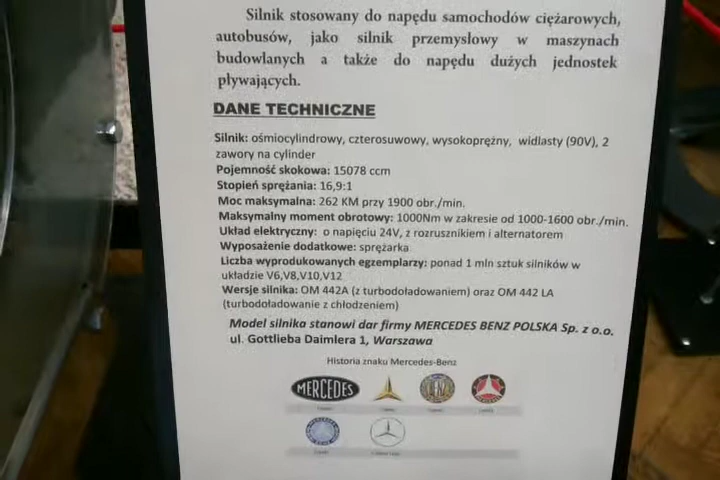 Silnik stosowany do napędu samochodów ciężarowych,
autobusów, jako silnik przemysłowy w maszynach
budowlanych a także do napędu dużych jednostek
pływających.
DANE TECHNICZNE
Silnik: ośmiocylindrowy, czterosuwowy, wysokoprężny, widlasty (90V), 2
zawory na cylinder
Pojemność skokowa: 15078 ccm
Stopień sprężania: 16,9:1
Moc maksymalna: 262 KM przy 1900 obr./min.
Maksymalny moment obrotowy: 1000Nm w zakresie od 1000-1600 obr./min.
Układ elektryczny: o napięciu 24V, z rozrusznikiem i alternatorem
Wyposażenie dodatkowe: sprężarka
Liczba wyprodukowanych egzemplarzy: ponad 1 mln sztuk silników w
układzie V6,V8,V10,V12
Wersje silnika: OM 442A (z turbodoładowaniem) oraz OM 442 LA
(turbodoładowanie z chłodzeniem)
Model silnika stanowi dar firmy MERCEDES BENZ POLSKA Sp. z o.o.
ul. Gottlieba Daimlera 1, Warszawa
Historia znaku Mercedes-Benz
MERCEDES